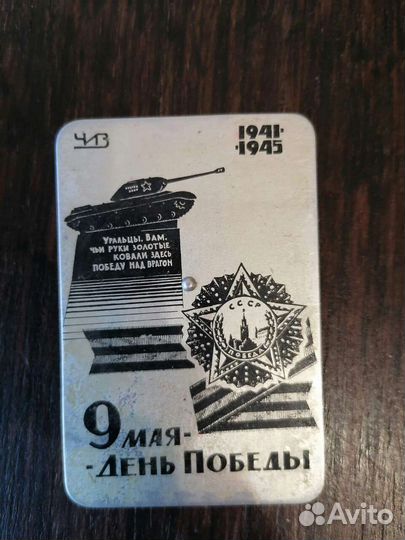 ЧИЗ
1941-
-1945
Уральцы, Вам,
чьи руки золотые
ковали здесь
победу над врагом
СССР
ПОБЕДА
9 МАЯ-
-ДЕНЬ ПОБЕДЫ
Avito